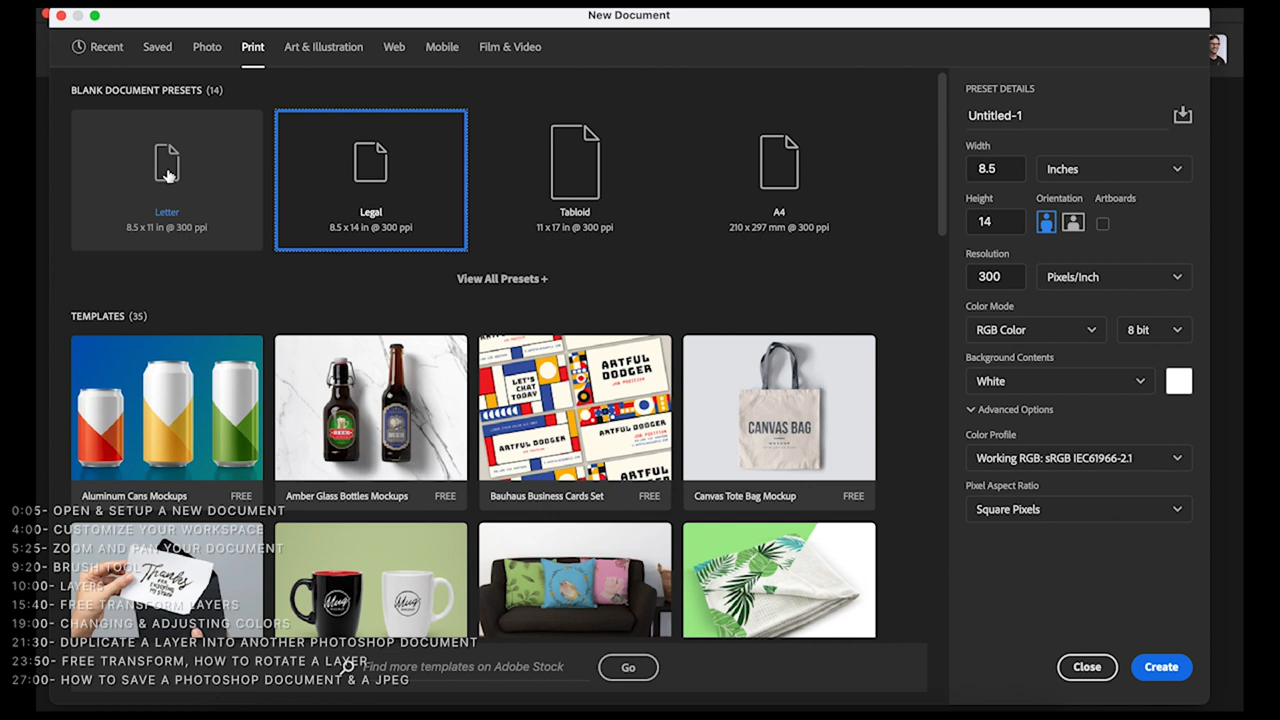 New Document
Recent Saved Photo Print Art & Illustration Web Mobile Film & Video
BLANK DOCUMENT PRESETS (14)
Letter
8.5 x 11 in @ 300 ppi
Legal
8.5 x 14 in @ 300 ppi
Tabloid
11 x 17 in @ 300 ppi
A4
210 x 297 mm @ 300 ppi
View All Presets +
TEMPLATES (35)
LET'S
CHAT
TODAY
ARTFUL
DODGER
JOB POSITION
ARTFUL DODGER
ARTFUL
DODGER
CANVAS BAG
Aluminum Cans Mockups FREE
Amber Glass Bottles Mockups FREE
Bauhaus Business Cards Set FREE
Canvas Tote Bag Mockup FREE
Thanks
Mug
Mug
0:05- OPEN & SETUP A NEW DOCUMENT
4:00- CUSTOMIZE YOUR WORKSPACE
5:25- ZOOM AND PAN YOUR DOCUMENT
9:20- BRUSH TOOL
10:00- LAYERS
15:40- FREE TRANSFORM LAYERS
19:00- CHANGING & ADJUSTING COLORS
21:30- DUPLICATE A LAYER INTO ANOTHER PHOTOSHOP DOCUMENT
23:50- FREE TRANSFORM, HOW TO ROTATE A LAYER
27:00- HOW TO SAVE A PHOTOSHOP DOCUMENT & A JPEG
Find more templates on Adobe Stock
Go
PRESET DETAILS
Untitled-1
Width
8.5 Inches
Height Orientation Artboards
14
Resolution
300 Pixels/Inch
Color Mode
RGB Color 8 bit
Background Contents
White
Advanced Options
Color Profile
Working RGB: sRGB IEC61966-2.1
Pixel Aspect Ratio
Square Pixels
Close Create